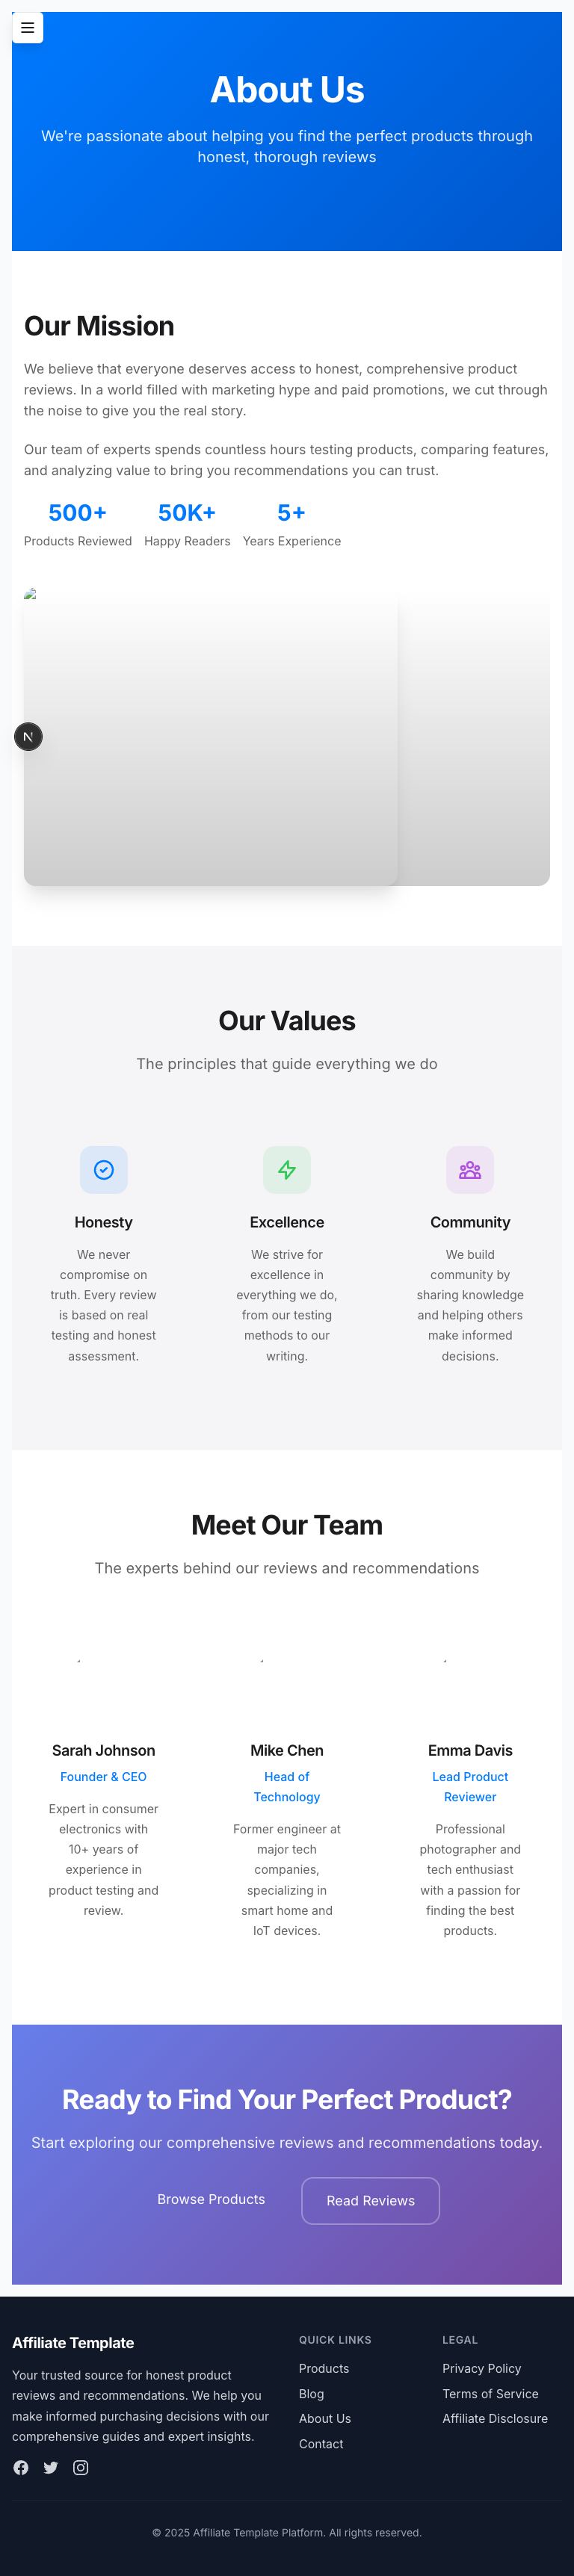 About Us
We're passionate about helping you find the perfect products through
honest, thorough reviews
Our Mission
We believe that everyone deserves access to honest, comprehensive product
reviews. In a world filled with marketing hype and paid promotions, we cut through
the noise to give you the real story.
Our team of experts spends countless hours testing products, comparing features,
and analyzing value to bring you recommendations you can trust.
500+
Products Reviewed
50K+
Happy Readers
5+
Years Experience
N
Our Values
The principles that guide everything we do
Honesty
We never
compromise on
truth. Every review
is based on real
testing and honest
assessment.
Excellence
We strive for
excellence in
everything we do,
from our testing
methods to our
writing.
Community
We build
community by
sharing knowledge
and helping others
make informed
decisions.
Meet Our Team
The experts behind our reviews and recommendations
Sarah Johnson
Founder & CEO
Expert in consumer
electronics with
10+ years of
experience in
product testing and
review.
Mike Chen
Head of
Technology
Former engineer at
major tech
companies,
specializing in
smart home and
IoT devices.
Emma Davis
Lead Product
Reviewer
Professional
photographer and
tech enthusiast
with a passion for
finding the best
products.
Ready to Find Your Perfect Product?
Start exploring our comprehensive reviews and recommendations today.
Browse Products
Read Reviews
Affiliate Template
Your trusted source for honest product
reviews and recommendations. We help you
make informed purchasing decisions with our
comprehensive guides and expert insights.
QUICK LINKS
Products
Blog
About Us
Contact
LEGAL
Privacy Policy
Terms of Service
Affiliate Disclosure
© 2025 Affiliate Template Platform. All rights reserved.